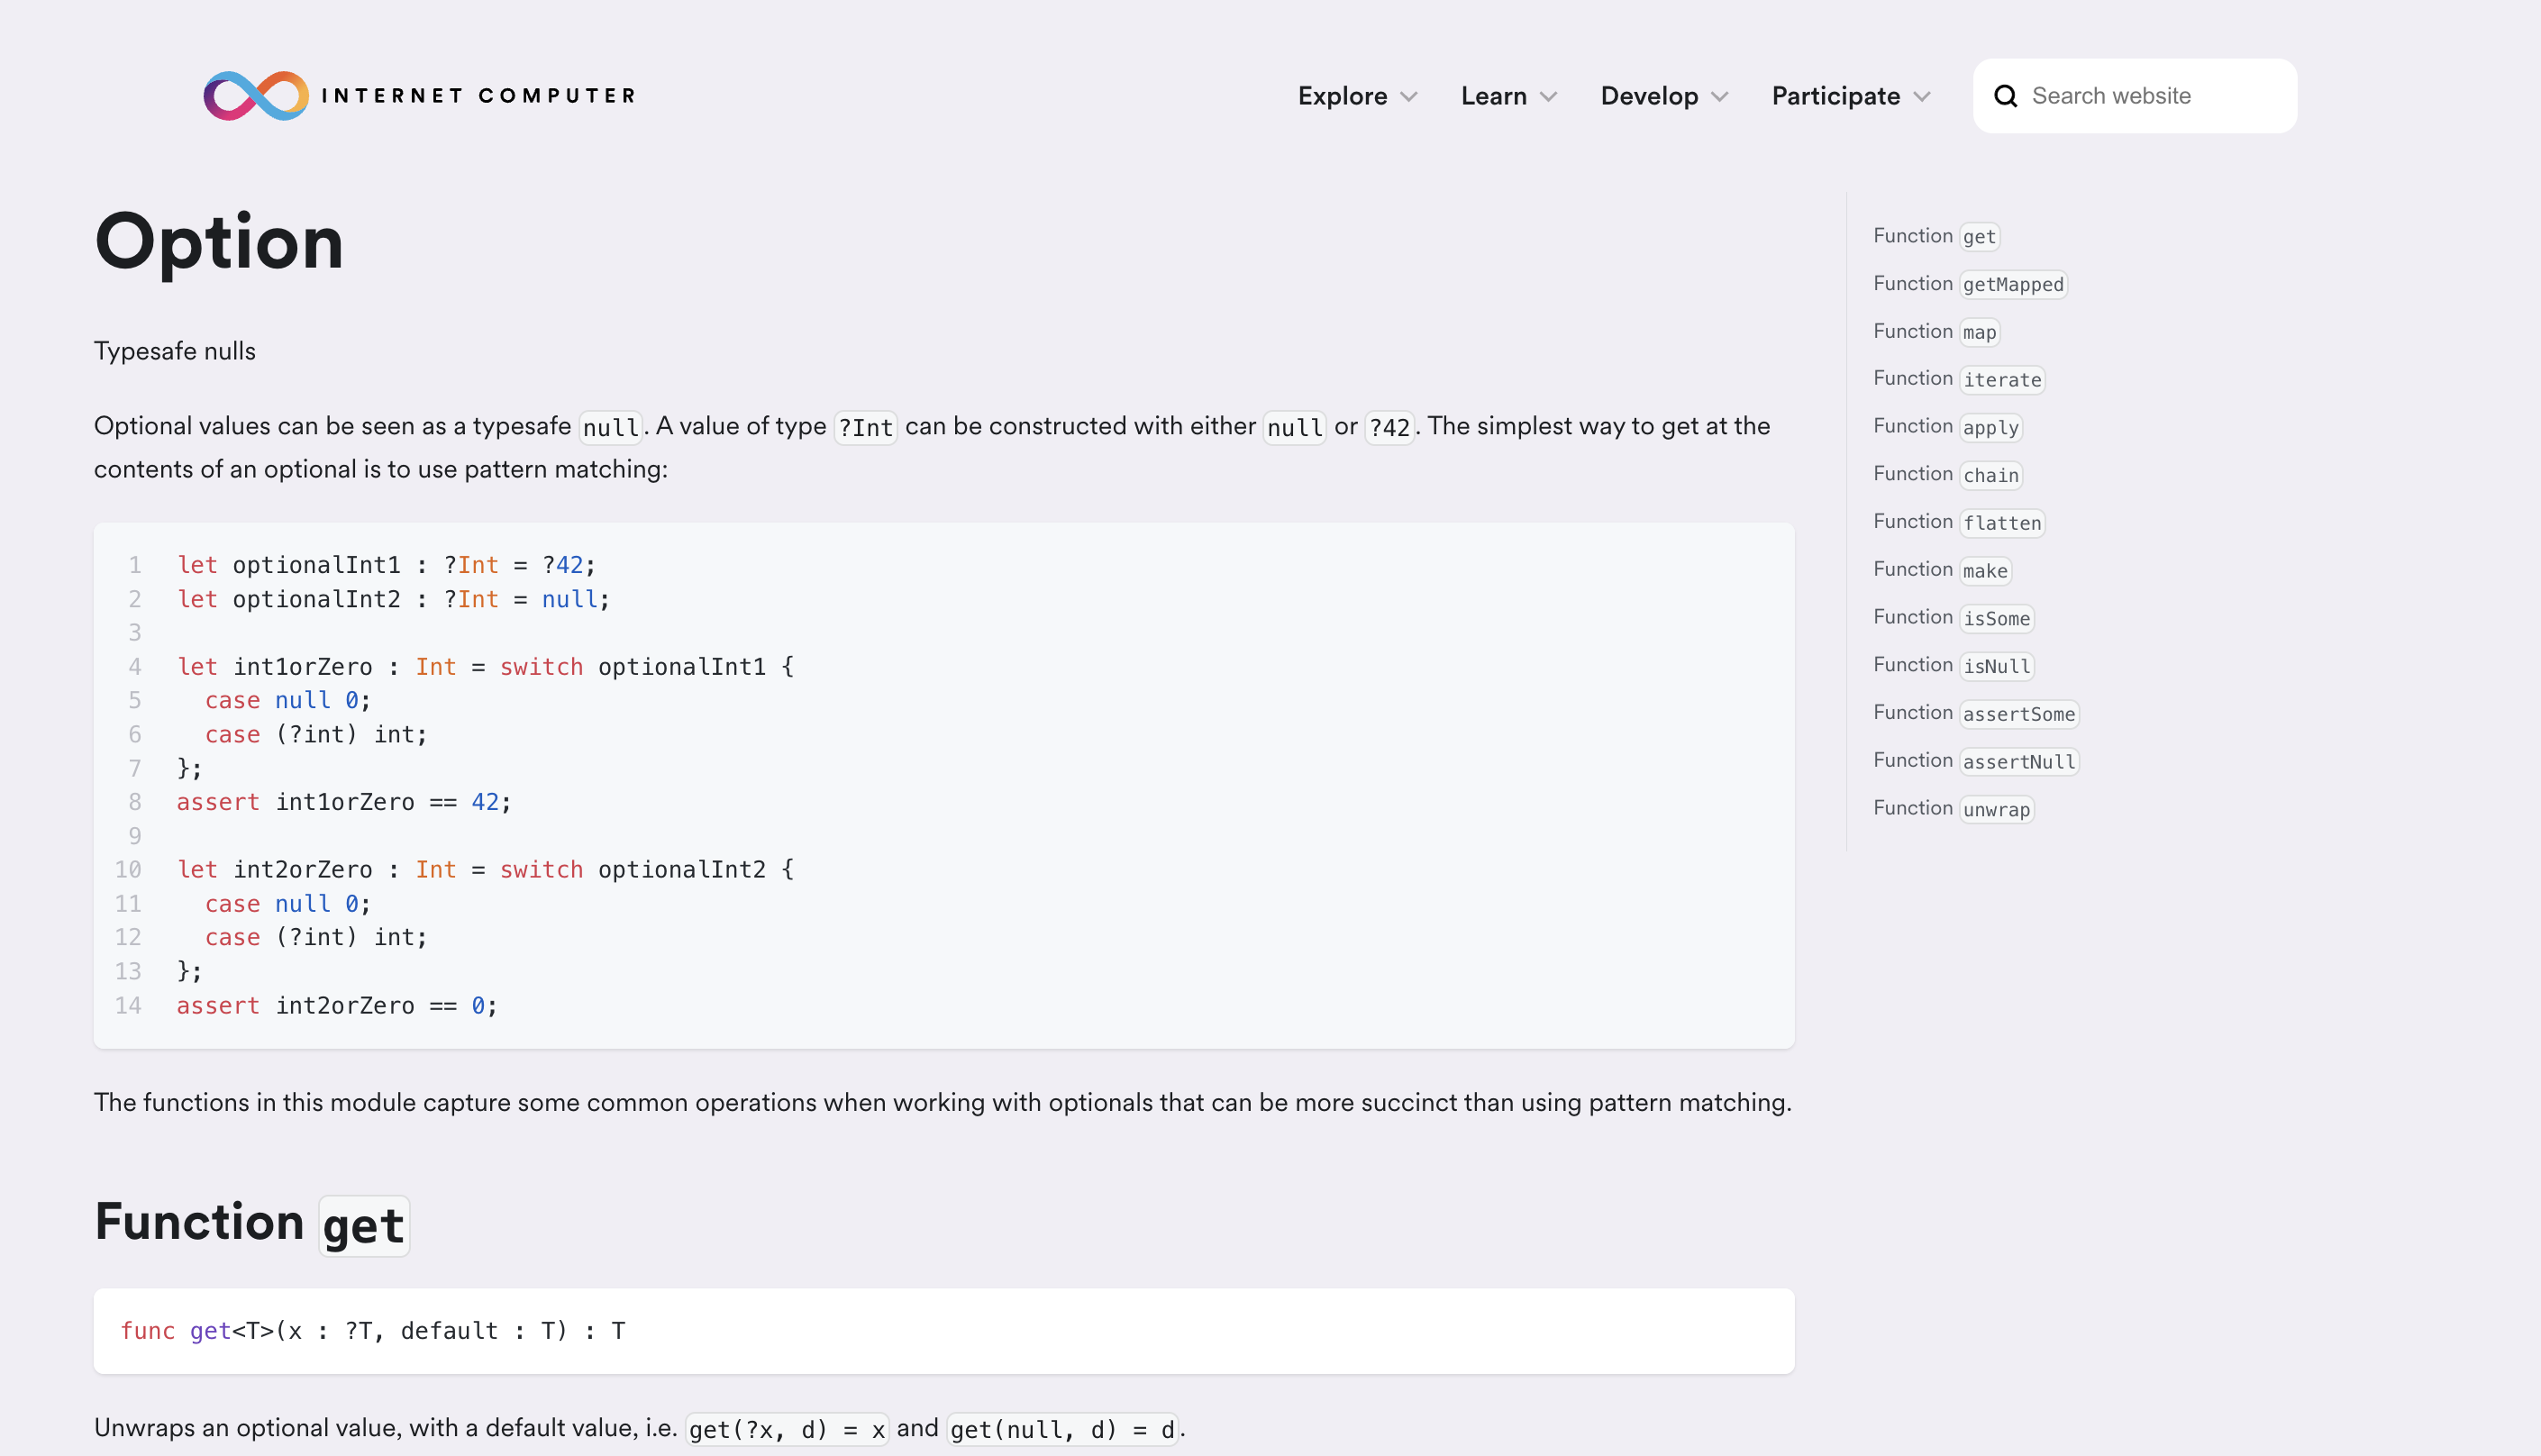 INTERNET COMPUTER
Explore
Learn
Develop
Participate
Search website
Option
Typesafe nulls
Optional values can be seen as a typesafe null. A value of type ?Int can be constructed with either null or ?42. The simplest way to get at the
contents of an optional is to use pattern matching:
1 let optionalInt1 : ?Int = ?42;
2 let optionalInt2 : ?Int = null;
3
4 let int1orZero : Int = switch optionalInt1 {
5   case null 0;
6   case (?int) int;
7 };
8 assert int1orZero == 42;
9
10 let int2orZero : Int = switch optionalInt2 {
11   case null 0;
12   case (?int) int;
13 };
14 assert int2orZero == 0;
The functions in this module capture some common operations when working with optionals that can be more succinct than using pattern matching.
Function get
func get<T>(x : ?T, default : T) : T
Unwraps an optional value, with a default value, i.e. get(?x, d) = x and get(null, d) = d.
Function get
Function getMapped
Function map
Function iterate
Function apply
Function chain
Function flatten
Function make
Function isSome
Function isNull
Function assertSome
Function assertNull
Function unwrap